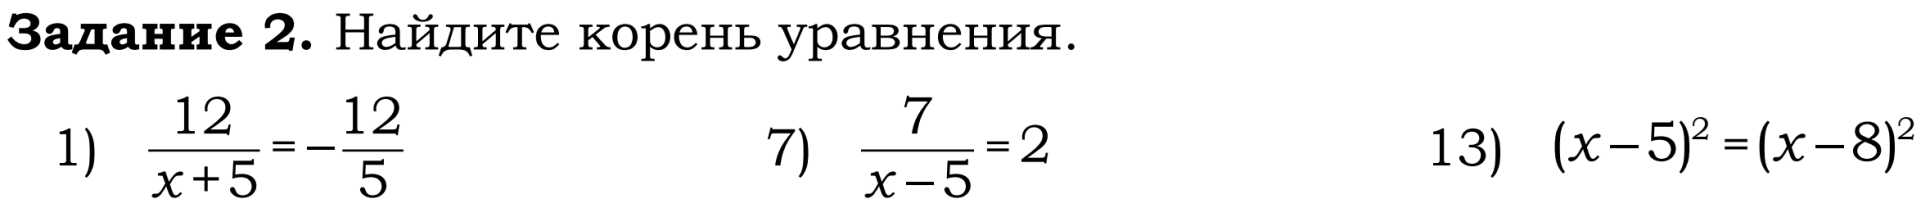 Задание 2. Найдите корень уравнения.
1) 12/(x+5) = −12/5 7) 7/(x−5) = 2 13) (x−5)² = (x−8)²